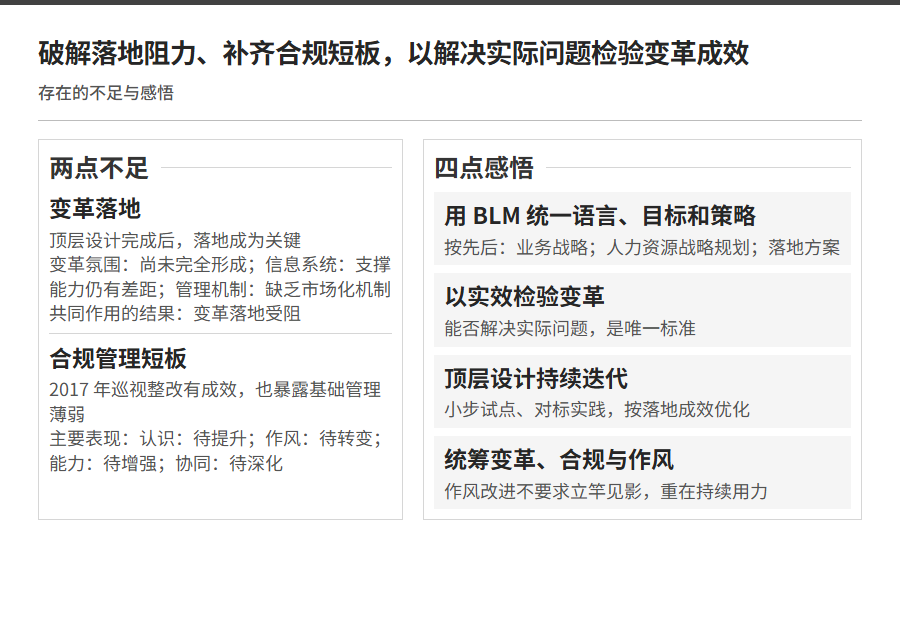 破解落地阻力、补齐合规短板，以解决实际问题检验变革成效
存在的不足与感悟
两点不足
变革落地
顶层设计完成后，落地成为关键
变革氛围：尚未完全形成；信息系统：支撑
能力仍有差距；管理机制：缺乏市场化机制
共同作用的结果：变革落地受阻
合规管理短板
2017 年巡视整改有成效，也暴露基础管理
薄弱
主要表现：认识：待提升；作风：待转变；
能力：待增强；协同：待深化
四点感悟
用 BLM 统一语言、目标和策略
按先后：业务战略；人力资源战略规划；落地方案
以实效检验变革
能否解决实际问题，是唯一标准
顶层设计持续迭代
小步试点、对标实践，按落地成效优化
统筹变革、合规与作风
作风改进不要求立竿见影，重在持续用力